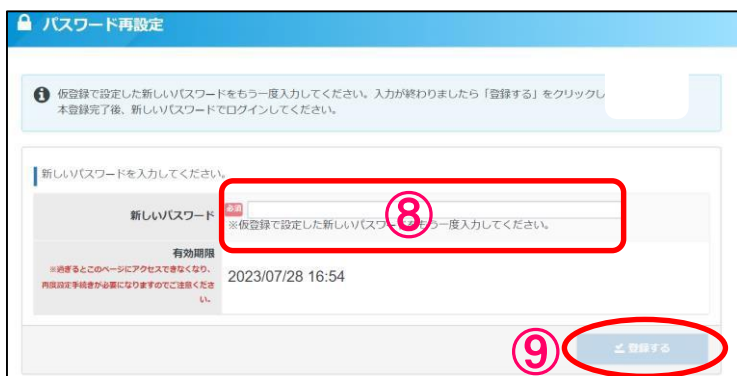 パスワード再設定
仮登録で設定した新しいパスワードをもう一度入力してください。入力が終わりましたら「登録する」をクリックし
本登録完了後、新しいパスワードでログインしてください。
新しいパスワードを入力してください。
新しいパスワード 必須
⑧
※仮登録で設定した新しいパスワ もう一度入力してください。
有効期限
※過ぎるとこのページにアクセスできなくなり、
再度設定手続きが必要になりますのでご注意くださ
い。
2023/07/28 16:54
⑨ 登録する